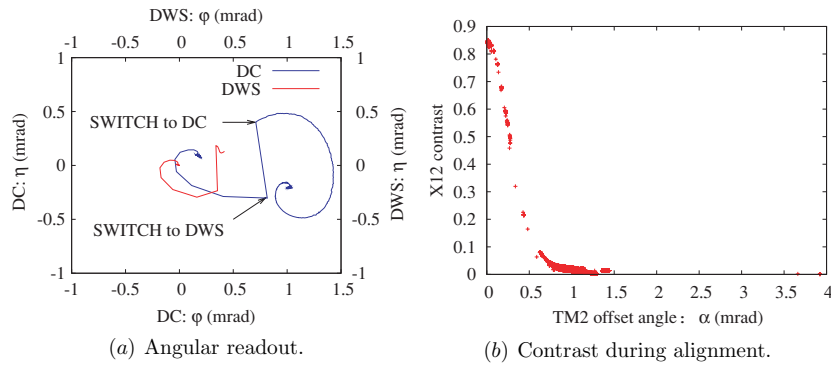 DWS: φ (mrad)
-1 -0.5 0 0.5 1 1.5
DC
DWS
SWITCH to DC
SWITCH to DWS
1
0.5
0
-0.5
-1
DC: η (mrad)
1
0.5
0
-0.5
-1
DWS: η (mrad)
-1 -0.5 0 0.5 1 1.5
DC: φ (mrad)
(a) Angular readout.
0.9
0.8
0.7
0.6
0.5
0.4
0.3
0.2
0.1
0
X12 contrast
0 0.5 1 1.5 2 2.5 3 3.5 4
TM2 offset angle : α (mrad)
(b) Contrast during alignment.